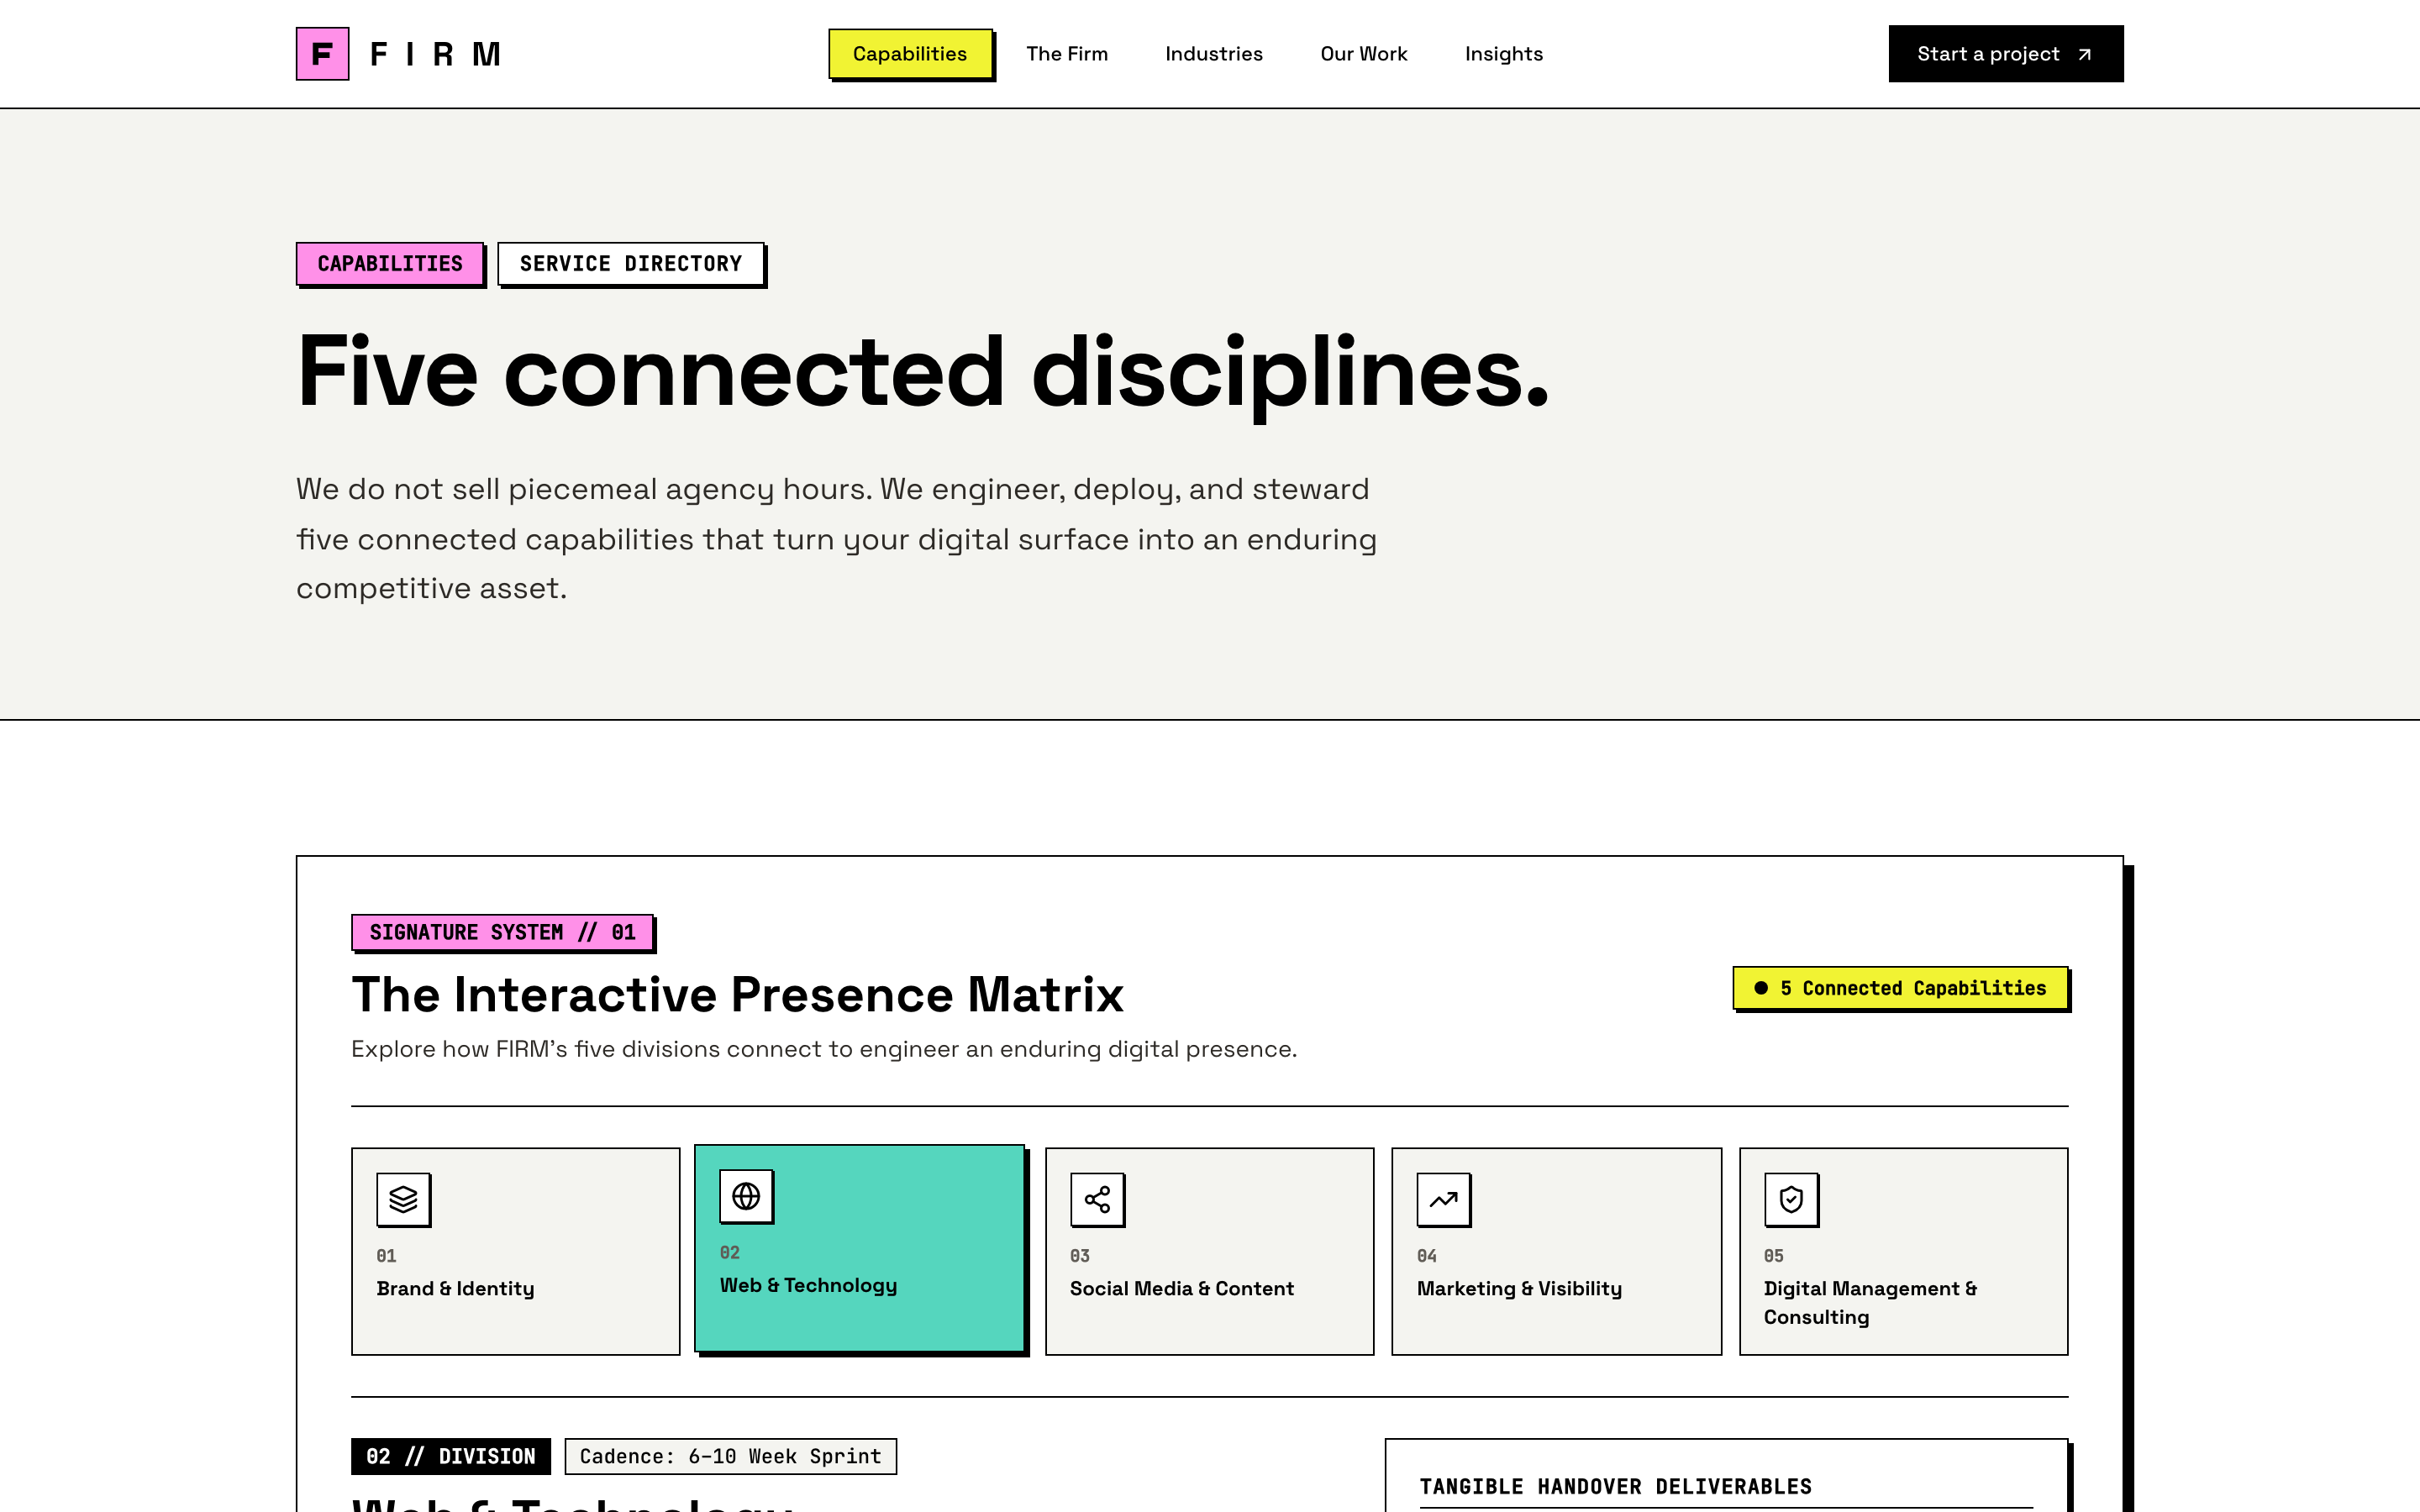 F FIRM
Capabilities
The Firm
Industries
Our Work
Insights
Start a project
CAPABILITIES
SERVICE DIRECTORY
Five connected disciplines.
We do not sell piecemeal agency hours. We engineer, deploy, and steward
five connected capabilities that turn your digital surface into an enduring
competitive asset.
SIGNATURE SYSTEM // 01
The Interactive Presence Matrix
5 Connected Capabilities
Explore how FIRM's five divisions connect to engineer an enduring digital presence.
01
Brand & Identity
02
Web & Technology
03
Social Media & Content
04
Marketing & Visibility
05
Digital Management &
Consulting
02 // DIVISION
Cadence: 6–10 Week Sprint
Web & Technology
TANGIBLE HANDOVER DELIVERABLES